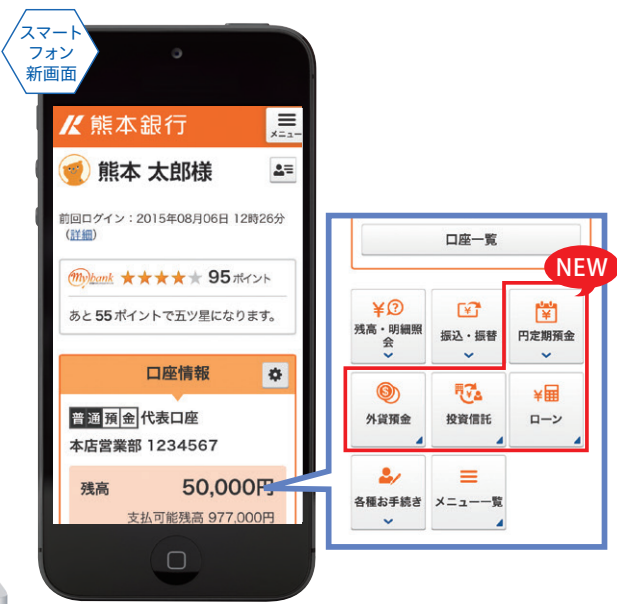 スマート
フォン
新画面
熊本銀行
メニュー
熊本 太郎様
前回ログイン：2015年08月06日 12時26分
（詳細）
Mybank ★★★★★ 95ポイント
あと55ポイントで五ツ星になります。
口座情報
普通預金代表口座
本店営業部 1234567
残高 50,000円
支払可能残高 977,000円
口座一覧
NEW
残高・明細照
会
振込・振替
円定期預金
外貨預金
投資信託
ローン
各種お手続き
メニュー一覧